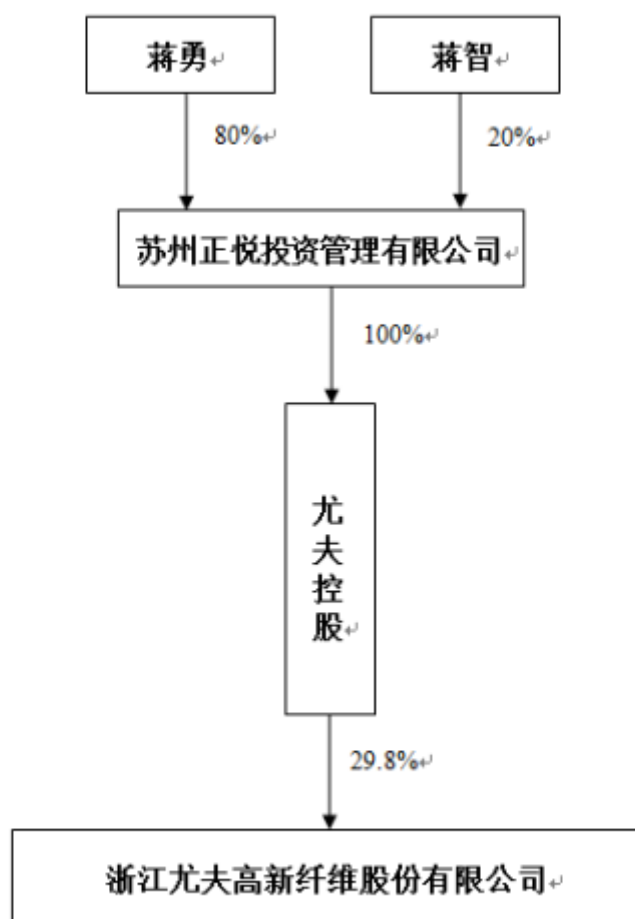 蒋勇
蒋智
80%
20%
苏州正悦投资管理有限公司
100%
尤夫控股
29.8%
浙江尤夫高新纤维股份有限公司